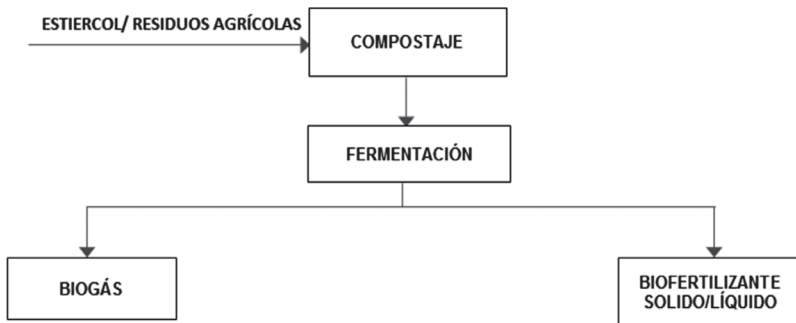 ESTIERCOL/ RESIDUOS AGRÍCOLAS
COMPOSTAJE
FERMENTACIÓN
BIOGÁS
BIOFERTILIZANTE
SOLIDO/LÍQUIDO